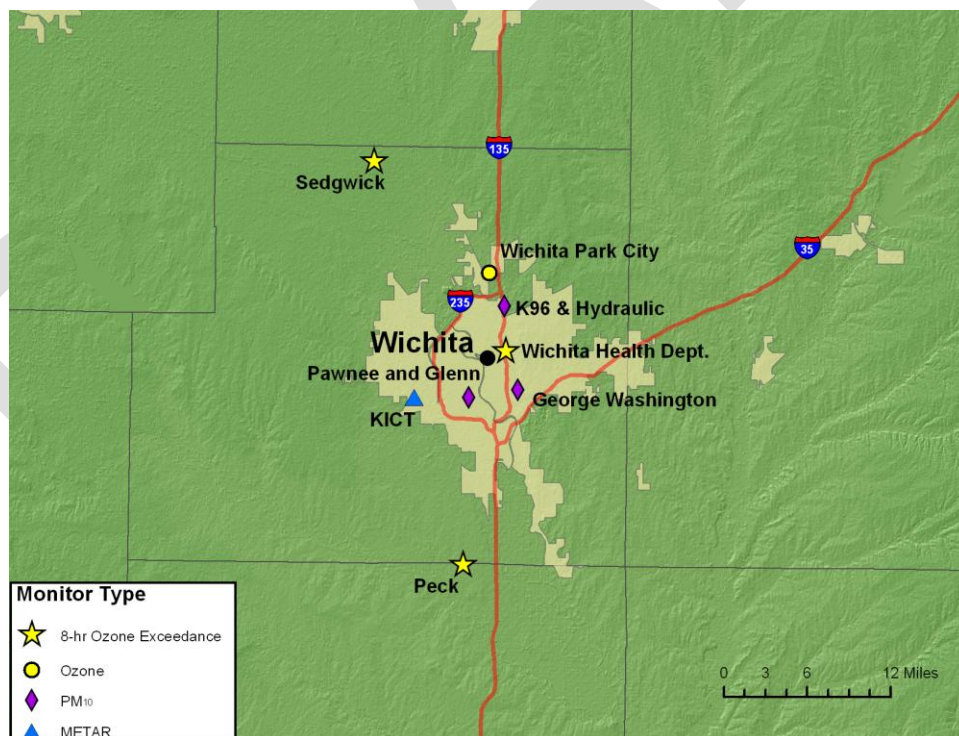 135
Sedgwick
Wichita Park City
35
235
K96 & Hydraulic
Wichita
Wichita Health Dept.
Pawnee and Glenn
George Washington
KICT
Peck
Monitor Type
8-hr Ozone Exceedance
Ozone
PM10
METAR
0 3 6 12 Miles